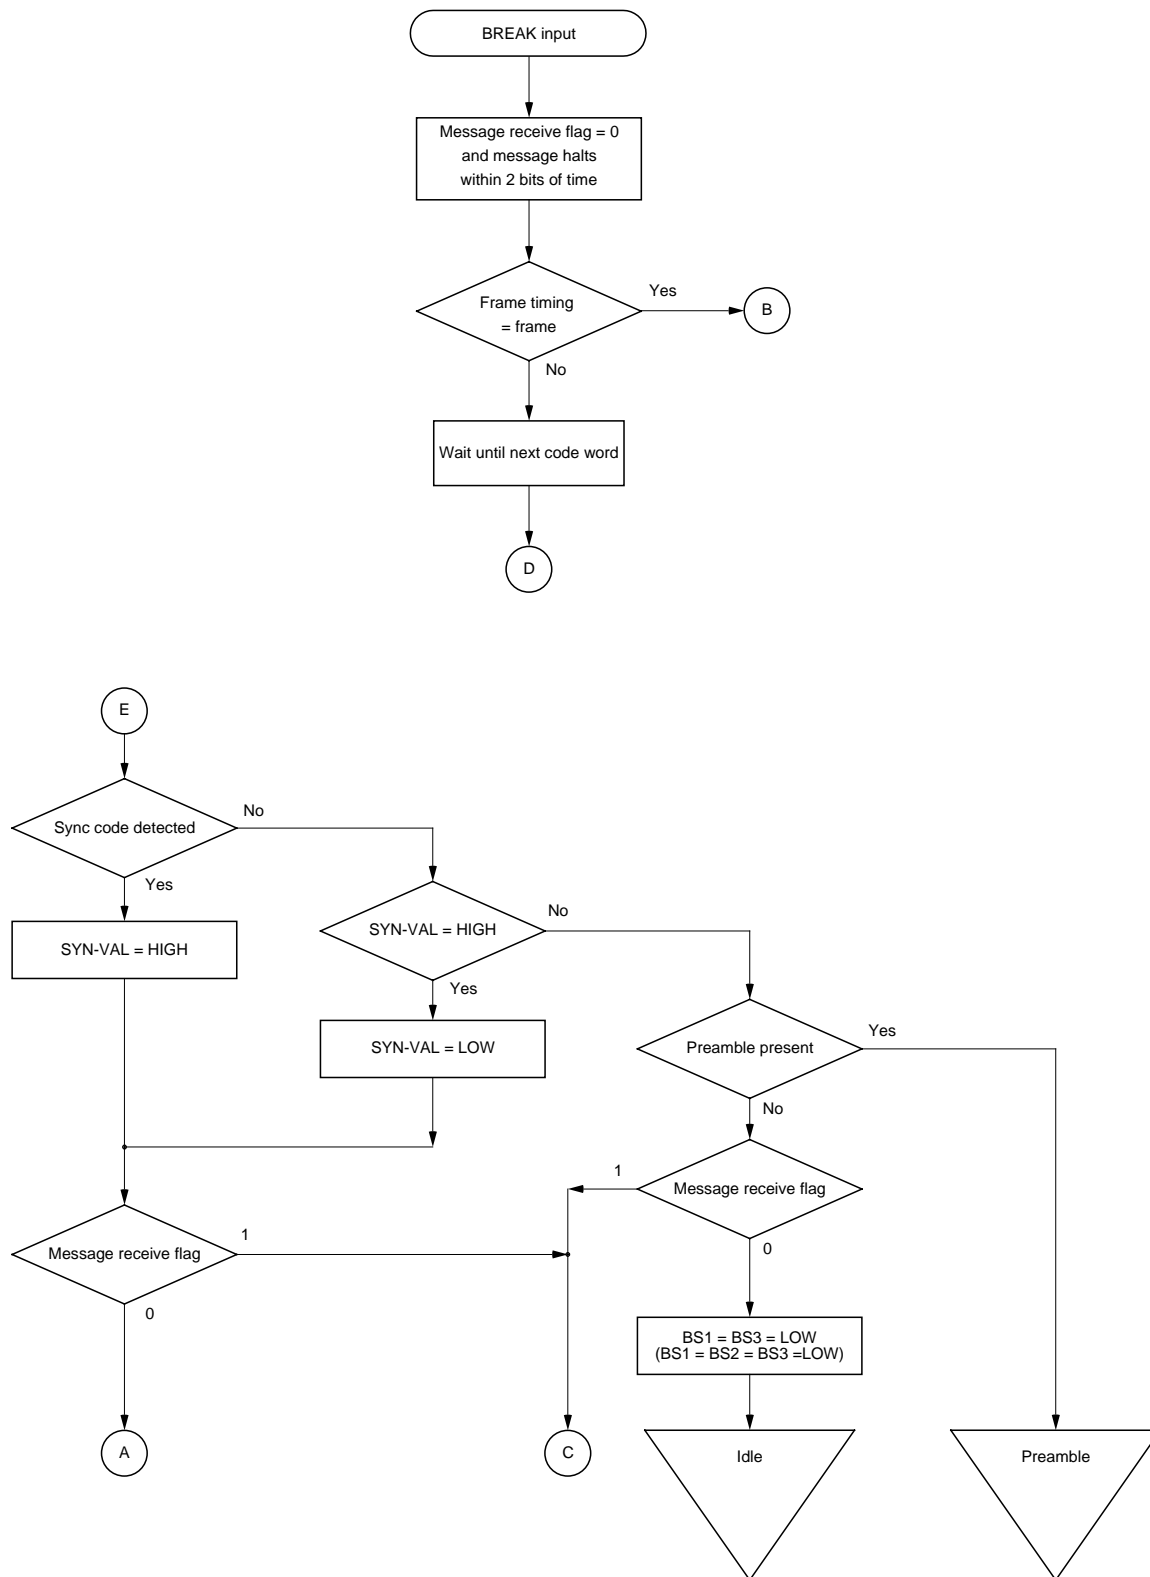 BREAK input
Message receive flag = 0
and message halts
within 2 bits of time
Frame timing
= frame
Yes
B
No
Wait until next code word
D
E
Sync code detected
No
Yes
SYN-VAL = HIGH
SYN-VAL = HIGH
No
Yes
SYN-VAL = LOW
Preamble present
Yes
No
Message receive flag
1
0
Message receive flag
1
0
BS1 = BS3 = LOW
(BS1 = BS2 = BS3 =LOW)
A
C
Idle
Preamble